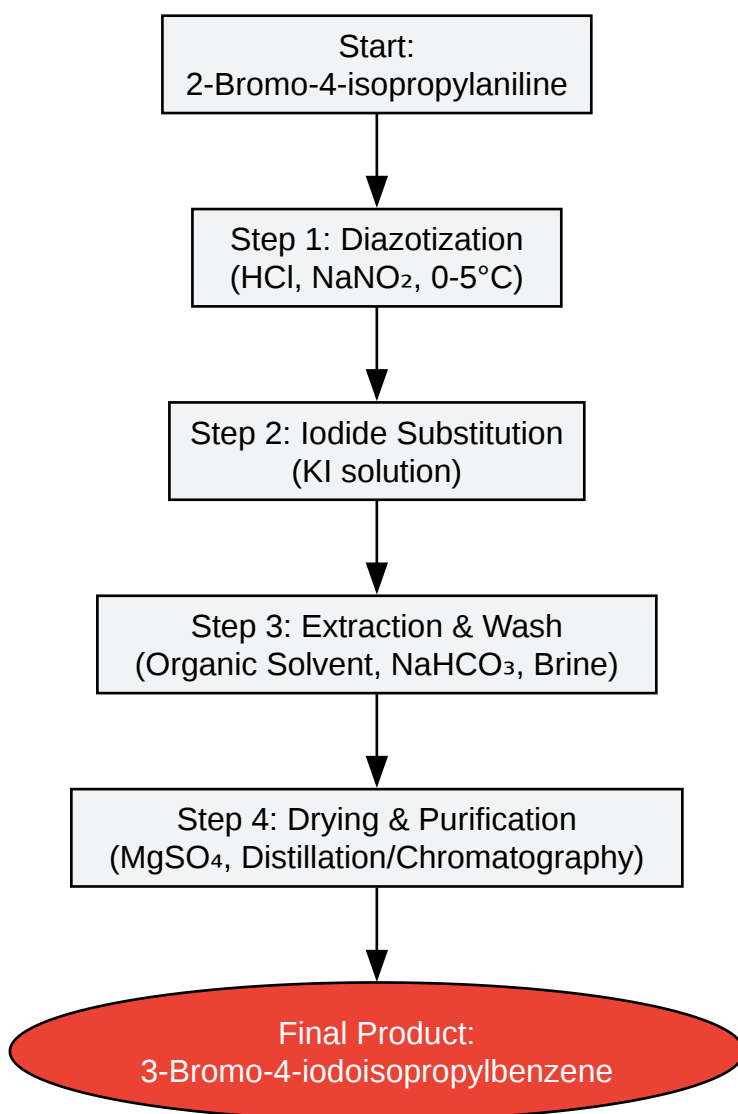 Start:
2-Bromo-4-isopropylaniline
Step 1: Diazotization
(HCl, NaNO₂, 0-5°C)
Step 2: Iodide Substitution
(KI solution)
Step 3: Extraction & Wash
(Organic Solvent, NaHCO₃, Brine)
Step 4: Drying & Purification
(MgSO₄, Distillation/Chromatography)
Final Product:
3-Bromo-4-iodoisopropylbenzene